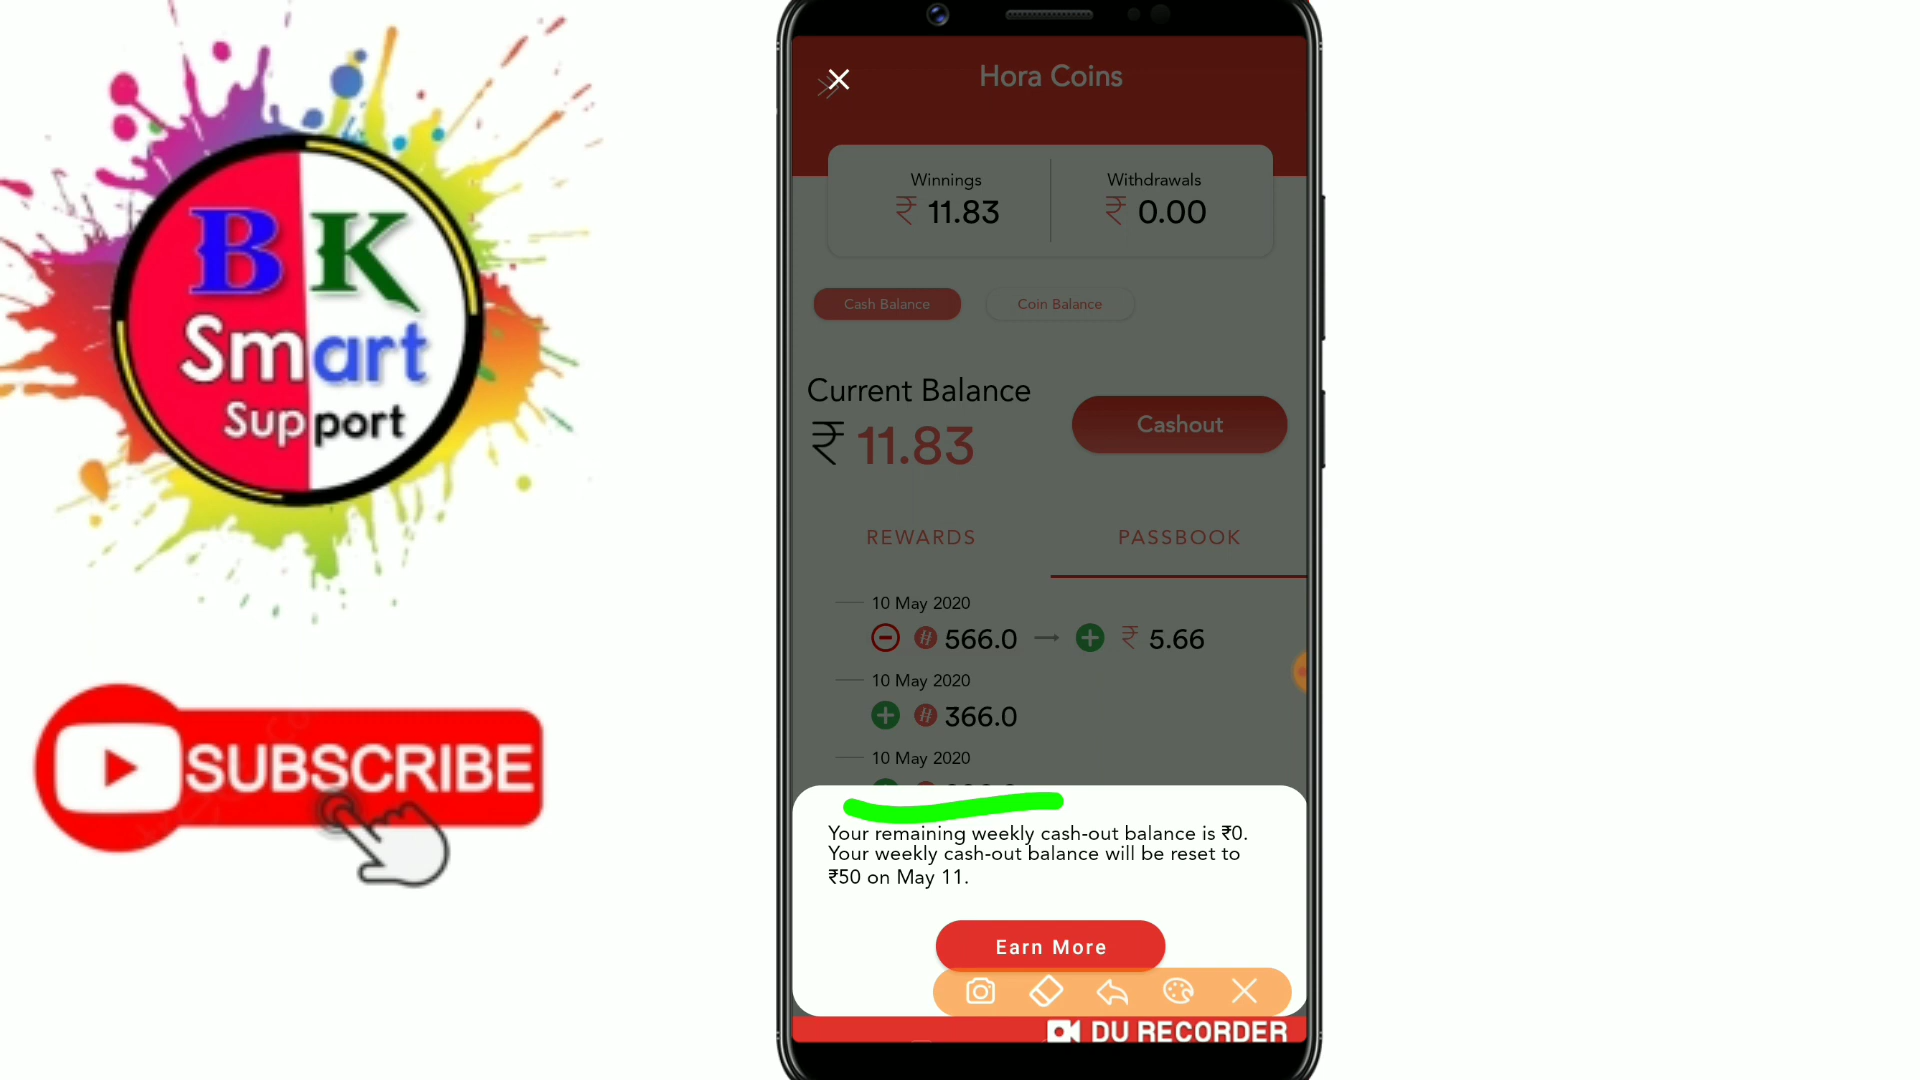 B K
Smart
Support
SUBSCRIBE
Hora Coins
Winnings
₹ 11.83
Withdrawals
₹ 0.00
Cash Balance
Coin Balance
Current Balance
₹ 11.83
Cashout
REWARDS
PASSBOOK
10 May 2020
566.0 → ₹ 5.66
10 May 2020
366.0
10 May 2020
Your remaining weekly cash-out balance is ₹0.
Your weekly cash-out balance will be reset to
₹50 on May 11.
Earn More
DU RECORDER